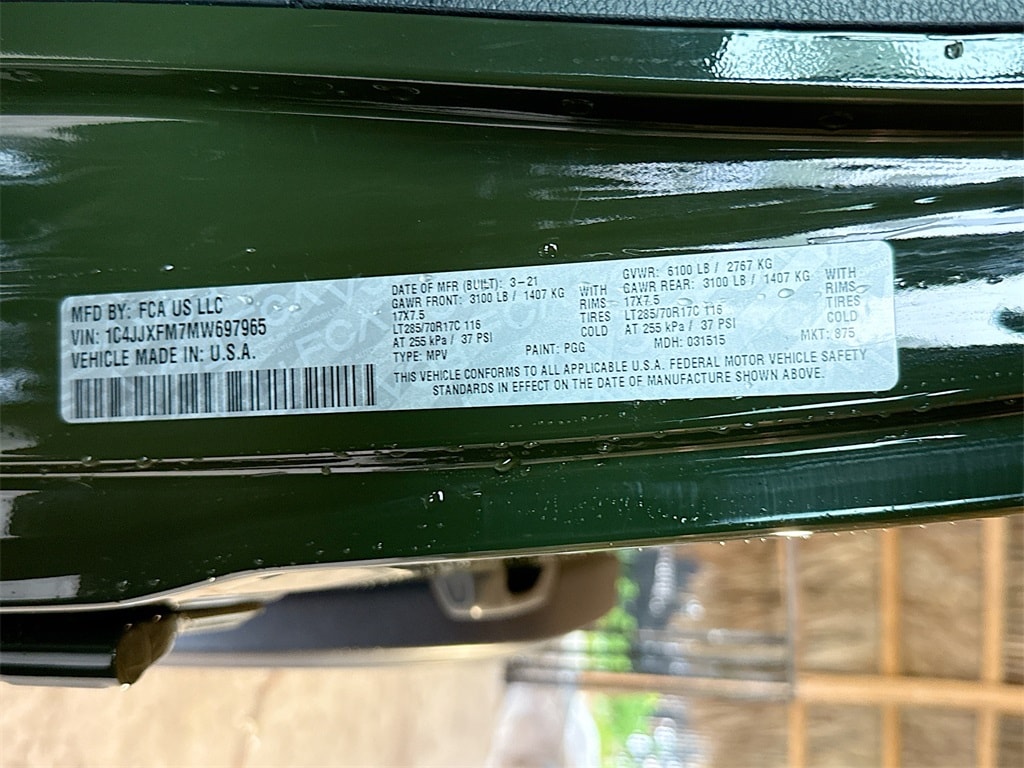 MFD BY: FCA US LLC
VIN: 1C4JJXFM7MW697965
VEHICLE MADE IN: U.S.A.
DATE OF MFR (BUILT): 3-21
GAWR FRONT: 3100 LB / 1407 KG
17X7.5
LT285/70R17C 116
AT 255 kPa / 37 PSI
TYPE: MPV
WITH
RIMS
TIRES
COLD
PAINT: PGG
GVWR: 6100 LB / 2767 KG
GAWR REAR: 3100 LB / 1407 KG
17X7.5
LT285/70R17C 116
AT 255 kPa / 37 PSI
MDH: 031515
WITH
RIMS
TIRES
COLD
MKT: 875
THIS VEHICLE CONFORMS TO ALL APPLICABLE U.S.A. FEDERAL MOTOR VEHICLE SAFETY
STANDARDS IN EFFECT ON THE DATE OF MANUFACTURE SHOWN ABOVE.